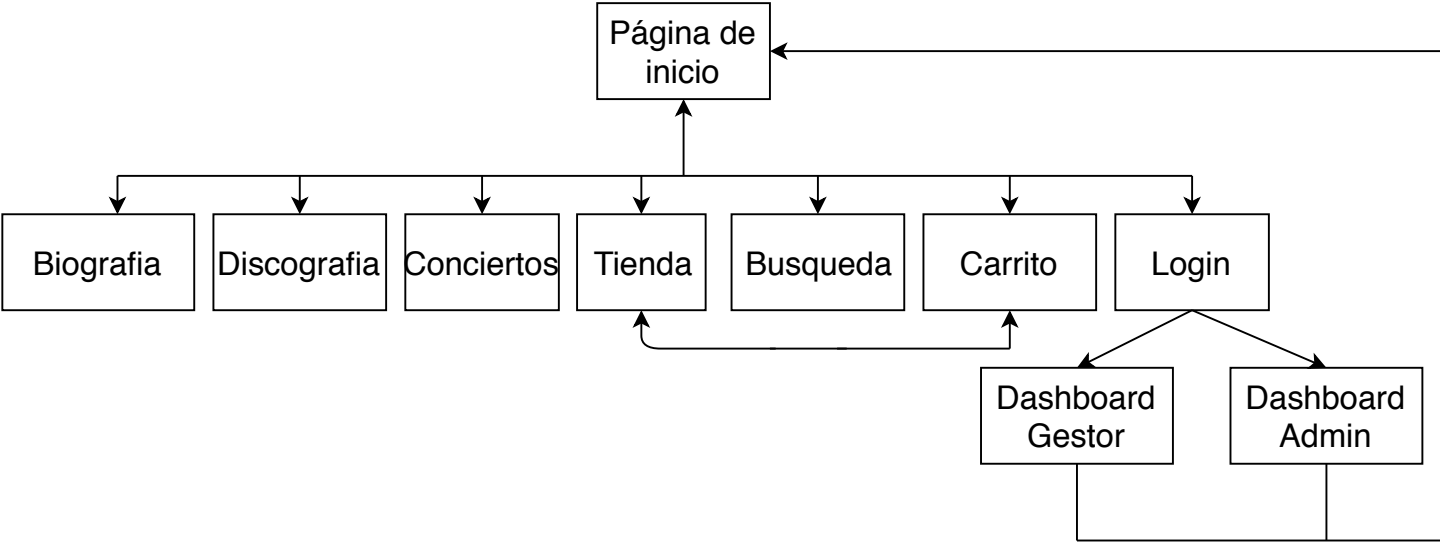 Página de
inicio
Biografia
Discografia
Conciertos
Tienda
Busqueda
Carrito
Login
Dashboard
Gestor
Dashboard
Admin